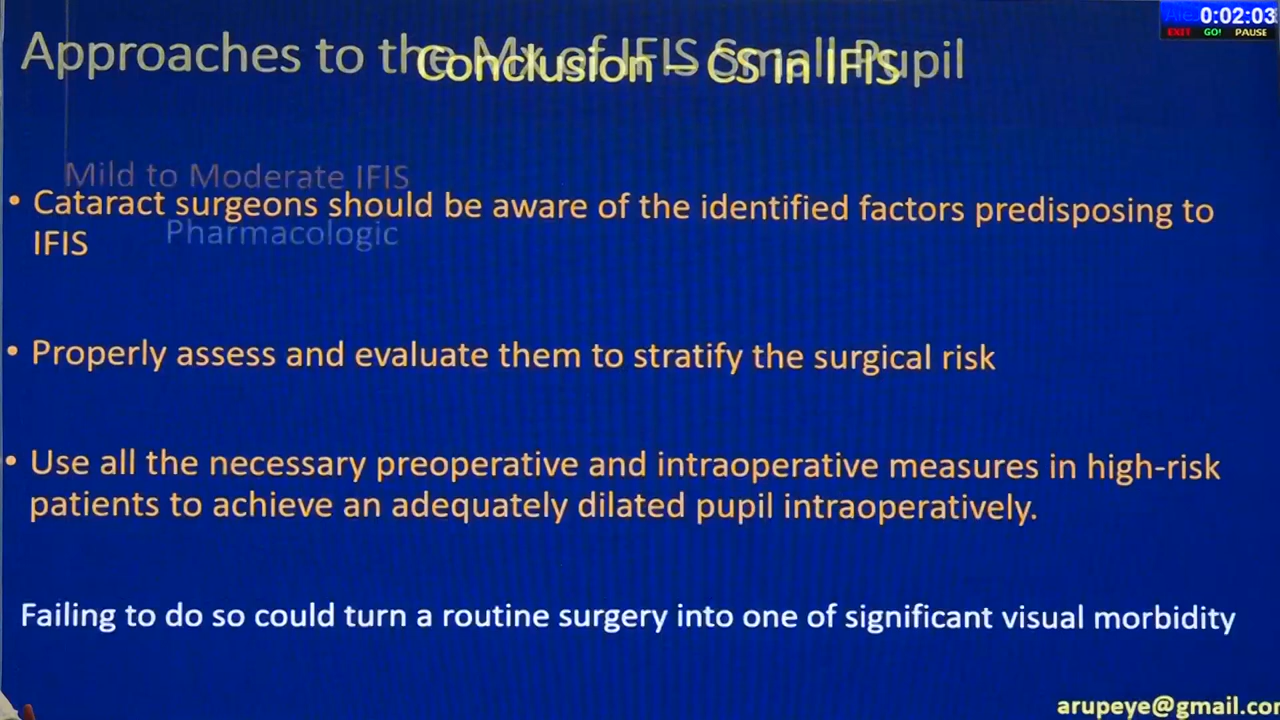 0:02:03
EXIT GO! PAUSE
Approaches to the Mx of IFIS Small Pupil
Conclusion – CS in IFIS
Mild to Moderate IFIS
• Cataract surgeons should be aware of the identified factors predisposing to
IFIS
Pharmacologic
• Properly assess and evaluate them to stratify the surgical risk
• Use all the necessary preoperative and intraoperative measures in high-risk
patients to achieve an adequately dilated pupil intraoperatively.
Failing to do so could turn a routine surgery into one of significant visual morbidity
arupeye@gmail.com